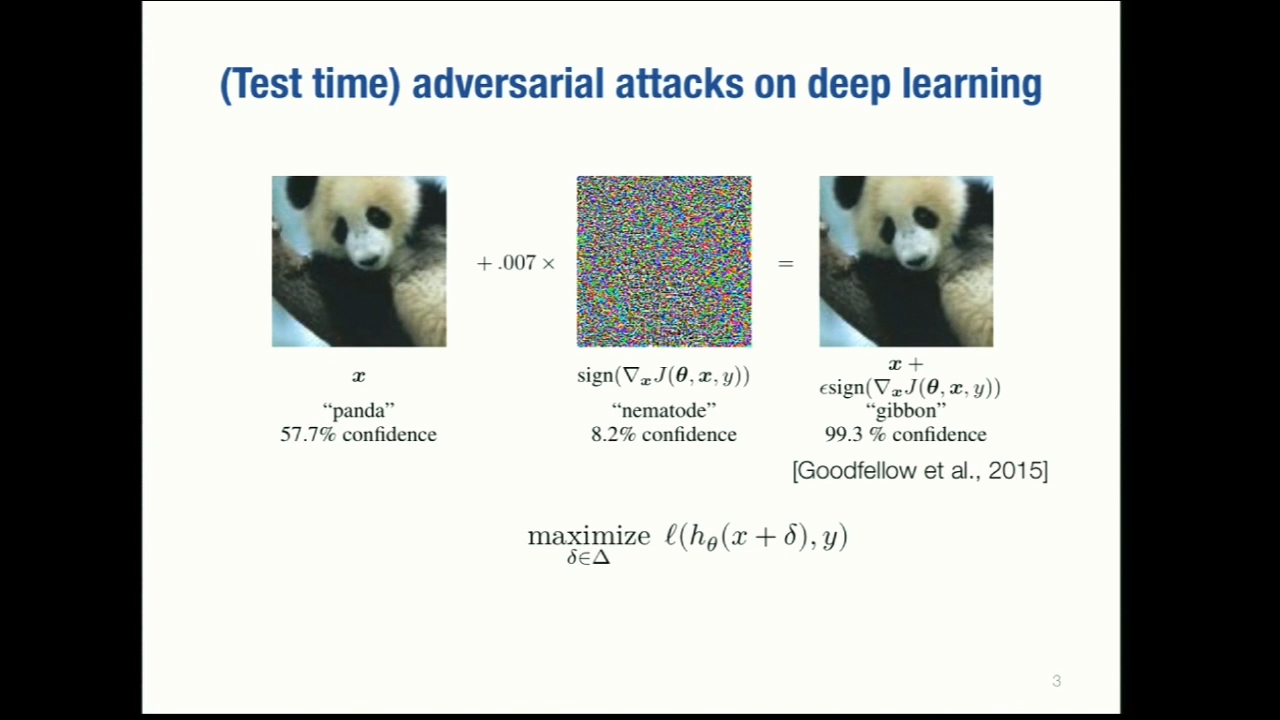 (Test time) adversarial attacks on deep learning
+ .007 ×
=
x
sign(∇ₓJ(θ, x, y))
x +
ϵsign(∇ₓJ(θ, x, y))
“panda”
“nematode”
“gibbon”
57.7% confidence
8.2% confidence
99.3 % confidence
[Goodfellow et al., 2015]
maximize ℓ(hθ(x + δ), y)
δ∈Δ
3